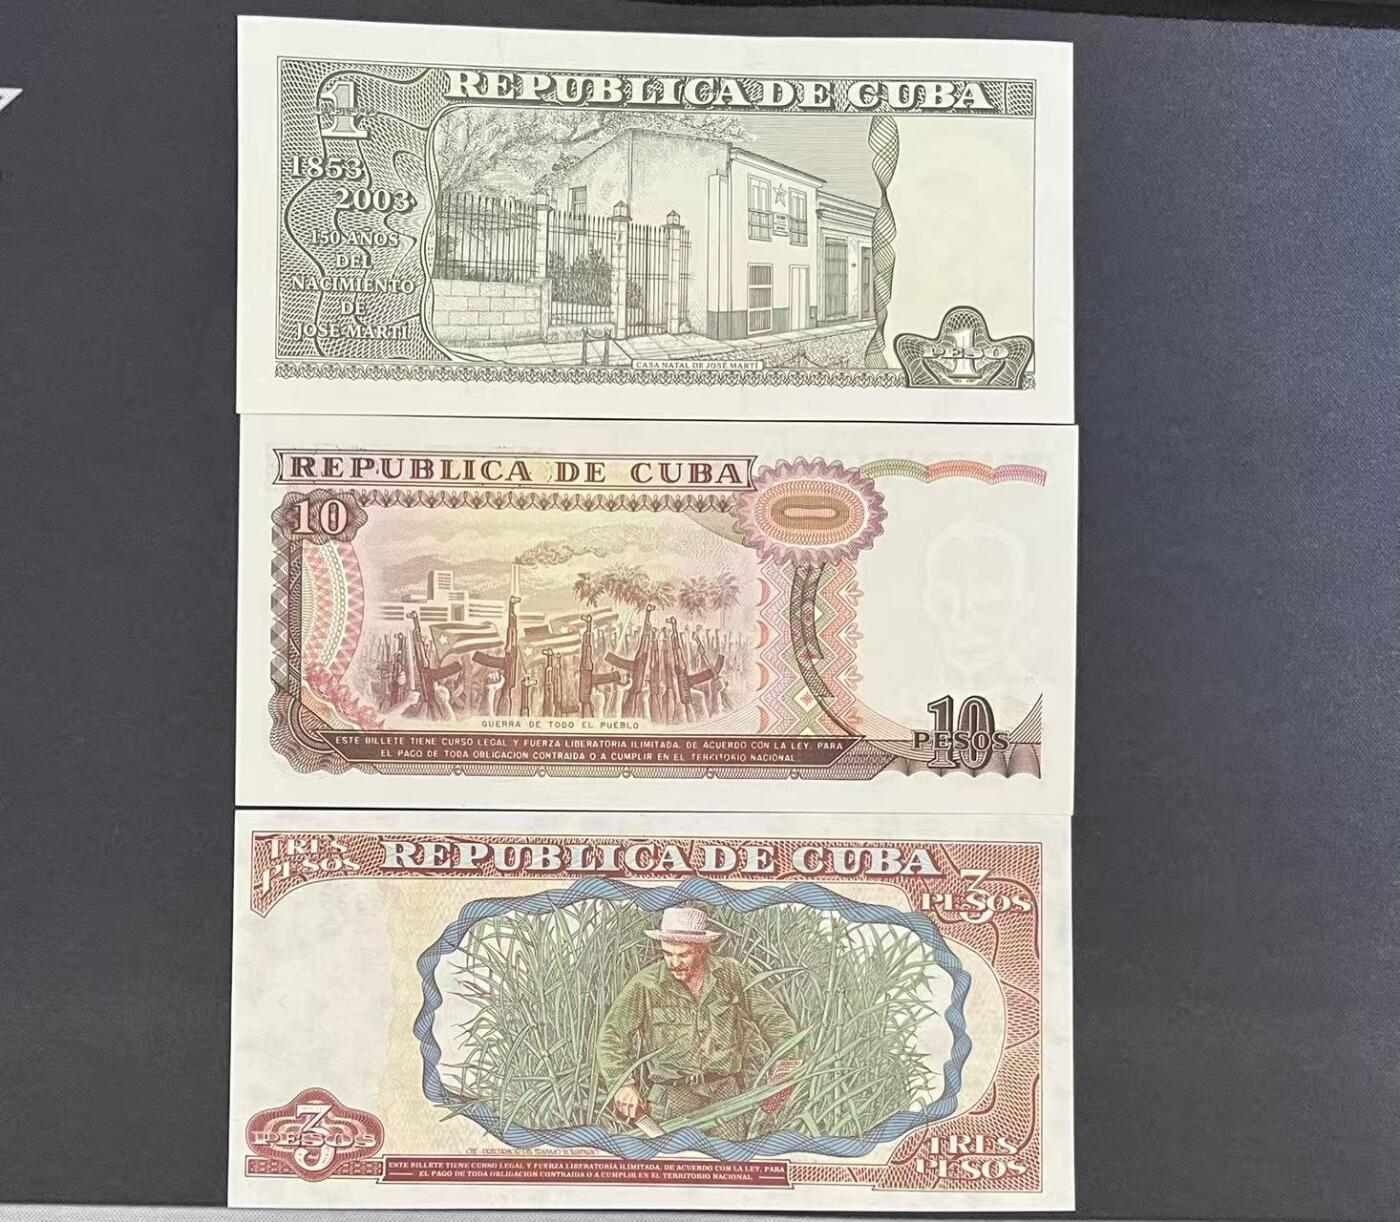 REPUBLICA DE CUBA
1
1853
2003
150 AÑOS
DEL
NACIMIENTO
DE
JOSE MARTI
CASA NATAL DE JOSE MARTI
1
PESO
REPUBLICA DE CUBA
10
GUERRA DE TODO EL PUEBLO
ESTE BILLETE TIENE CURSO LEGAL Y FUERZA LIBERATORIA ILIMITADA, DE ACUERDO CON LA LEY, PARA
EL PAGO DE TODA OBLIGACION CONTRAIDA O A CUMPLIR EN EL TERRITORIO NACIONAL
10
PESOS
TRES
PESOS
REPUBLICA DE CUBA
3
PESOS
3
PESOS
ESTE BILLETE TIENE CURSO LEGAL Y FUERZA LIBERATORIA ILIMITADA, DE ACUERDO CON LA LEY, PARA
EL PAGO DE TODA OBLIGACION CONTRAIDA O A CUMPLIR EN EL TERRITORIO NACIONAL.
TRES
PESOS